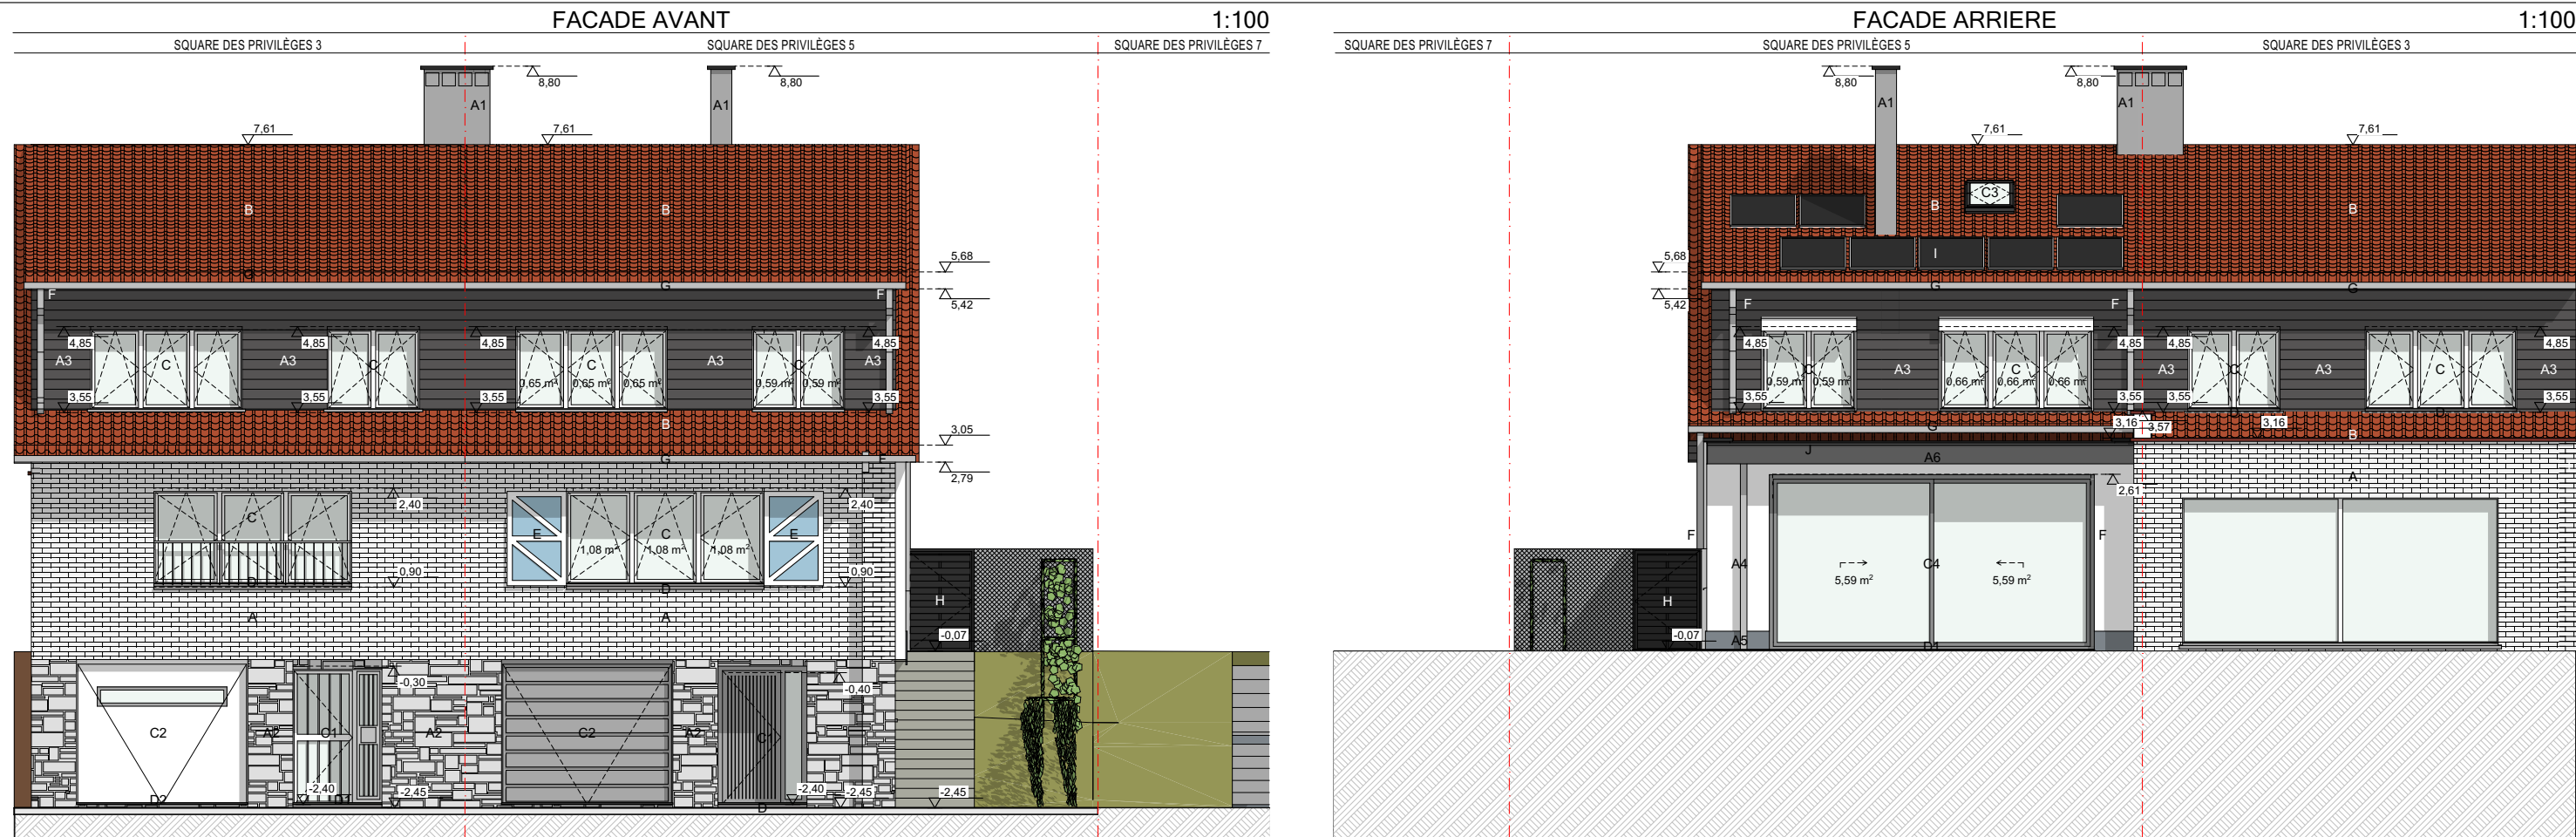 FACADE AVANT 1:100
SQUARE DES PRIVILÈGES 3 SQUARE DES PRIVILÈGES 5 SQUARE DES PRIVILÈGES 7
8,80 8,80
A1 A1
7,61 7,61
B B
5,68
G G
F F
5,42
4,85 4,85 4,85 4,85
A3 C A3 C C A3 C A3
0,65 m² 0,65 m² 0,65 m² 0,59 m² 0,59 m²
3,55 3,55 3,55 3,55
B
3,05
G F
2,79
2,40 2,40
C E C E
1,08 m² 1,08 m² 1,08 m²
0,90 0,90
D D
H
A A
-0,07
-0,30 -0,40
C2 A2 C1 A2 C2 A2 C1
-2,40 -2,45 -2,40 -2,45 -2,45
D2 D1 D
FACADE ARRIERE 1:100
SQUARE DES PRIVILÈGES 7 SQUARE DES PRIVILÈGES 5 SQUARE DES PRIVILÈGES 3
8,80 8,80
A1 A1
7,61 7,61
C3
B B
I
5,68
G G
5,42
F F
4,85 4,85 4,85 4,85
C A3 C A3 C A3 C A3
0,59 m² 0,59 m² 0,66 m² 0,66 m² 0,66 m²
3,55 3,55 3,55 3,55
D D
3,16 3,57 3,16
G B
J A6
A
2,61
F F
A4 C4
5,59 m² 5,59 m²
H
-0,07 A5
D1